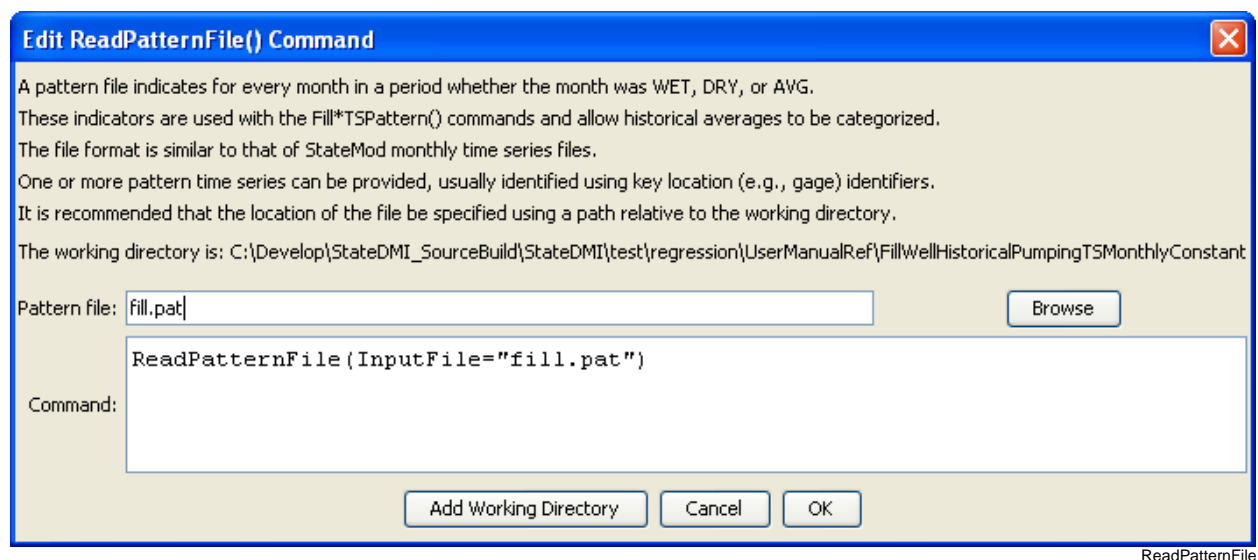 Edit ReadPatternFile() Command
A pattern file indicates for every month in a period whether the month was WET, DRY, or AVG.
These indicators are used with the Fill*TSPattern() commands and allow historical averages to be categorized.
The file format is similar to that of StateMod monthly time series files.
One or more pattern time series can be provided, usually identified using key location (e.g., gage) identifiers.
It is recommended that the location of the file be specified using a path relative to the working directory.
The working directory is: C:\Develop\StateDMI_SourceBuild\StateDMI\test\regression\UserManualRef\FillWellHistoricalPumpingTSMonthlyConstant
Pattern file: fill.pat Browse
ReadPatternFile(InputFile="fill.pat")
Command:
Add Working Directory Cancel OK
ReadPatternFile